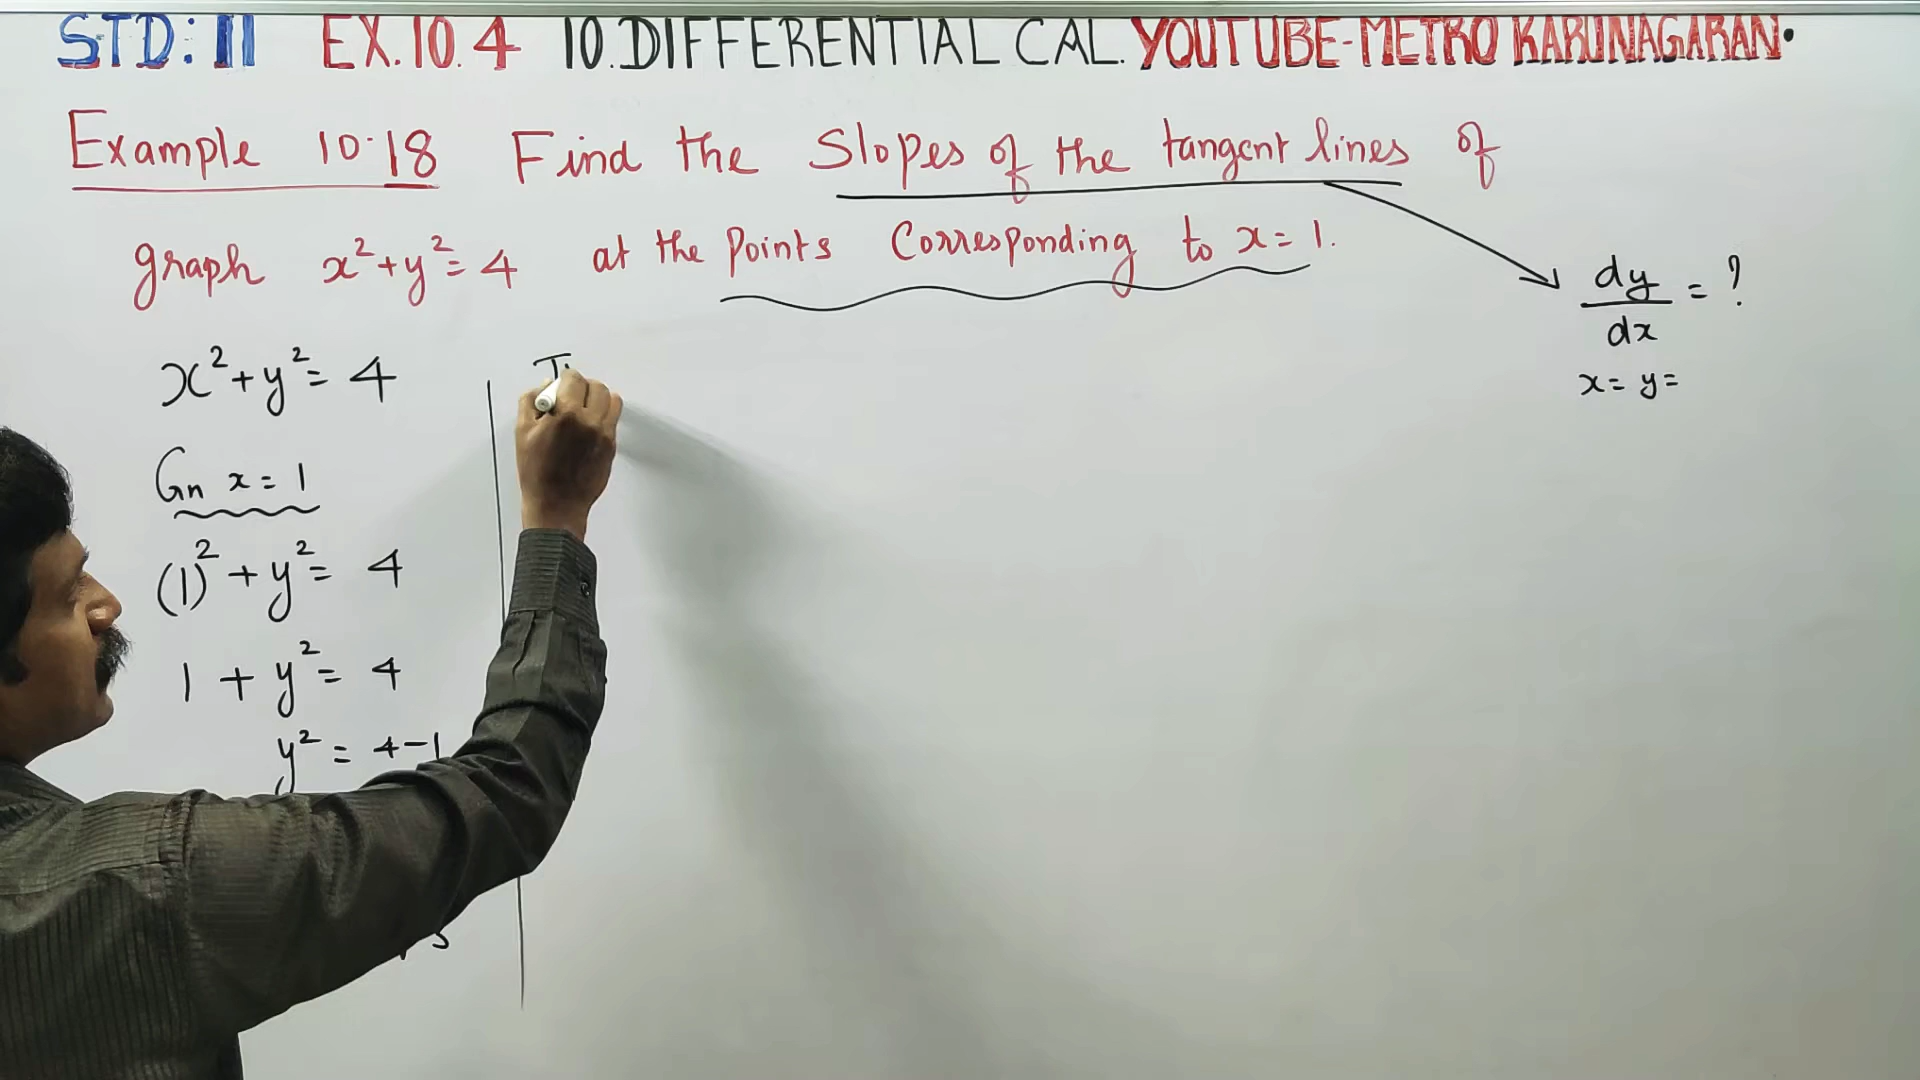 STD: 11 EX.10.4 10.DIFFERENTIAL CAL. YOUTUBE-METRO KARUNAGARAN.
Example 10.18 Find the Slopes of the tangent lines of
graph x²+y²=4 at the points Corresponding to x=1.
dy/dx = ?
x= y=
x²+y²=4
Gn x=1
(1)²+y²=4
1+y²=4
y²=4-1